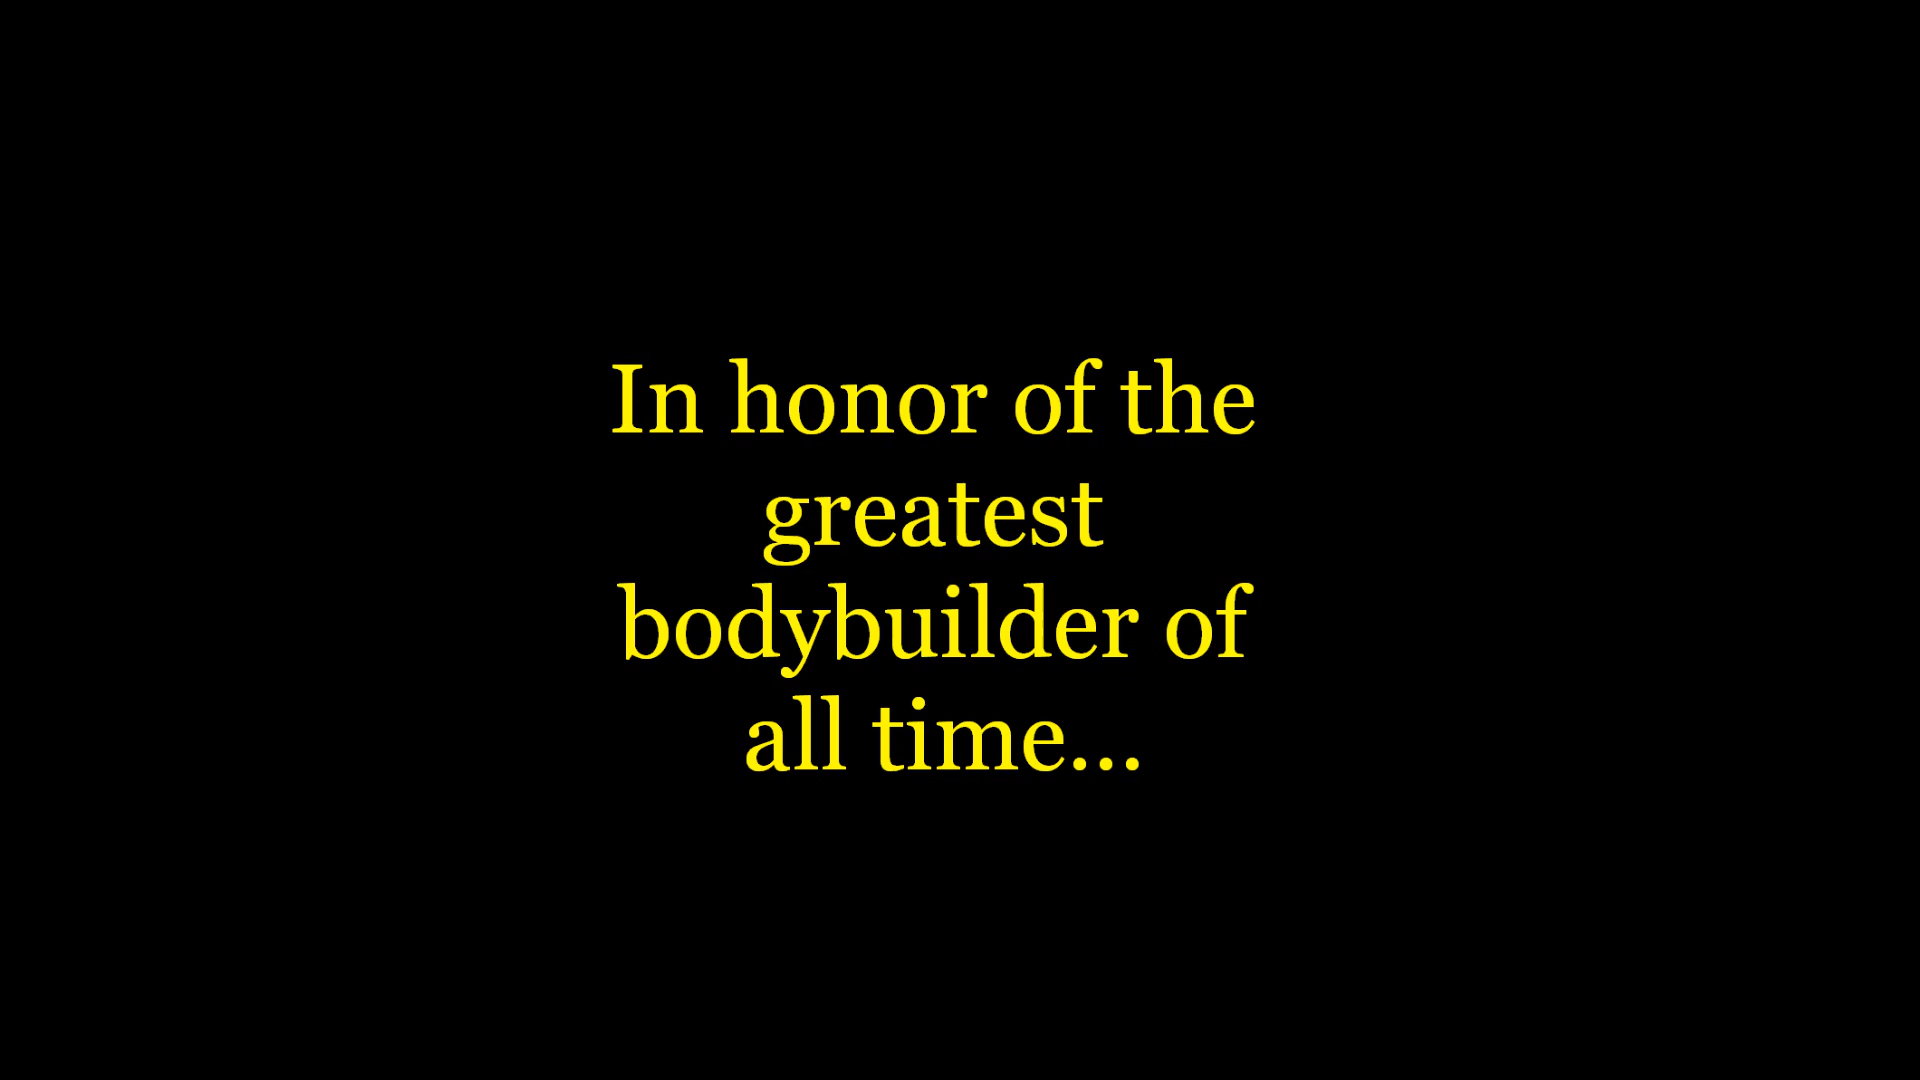 In honor of the
greatest
bodybuilder of
all time...